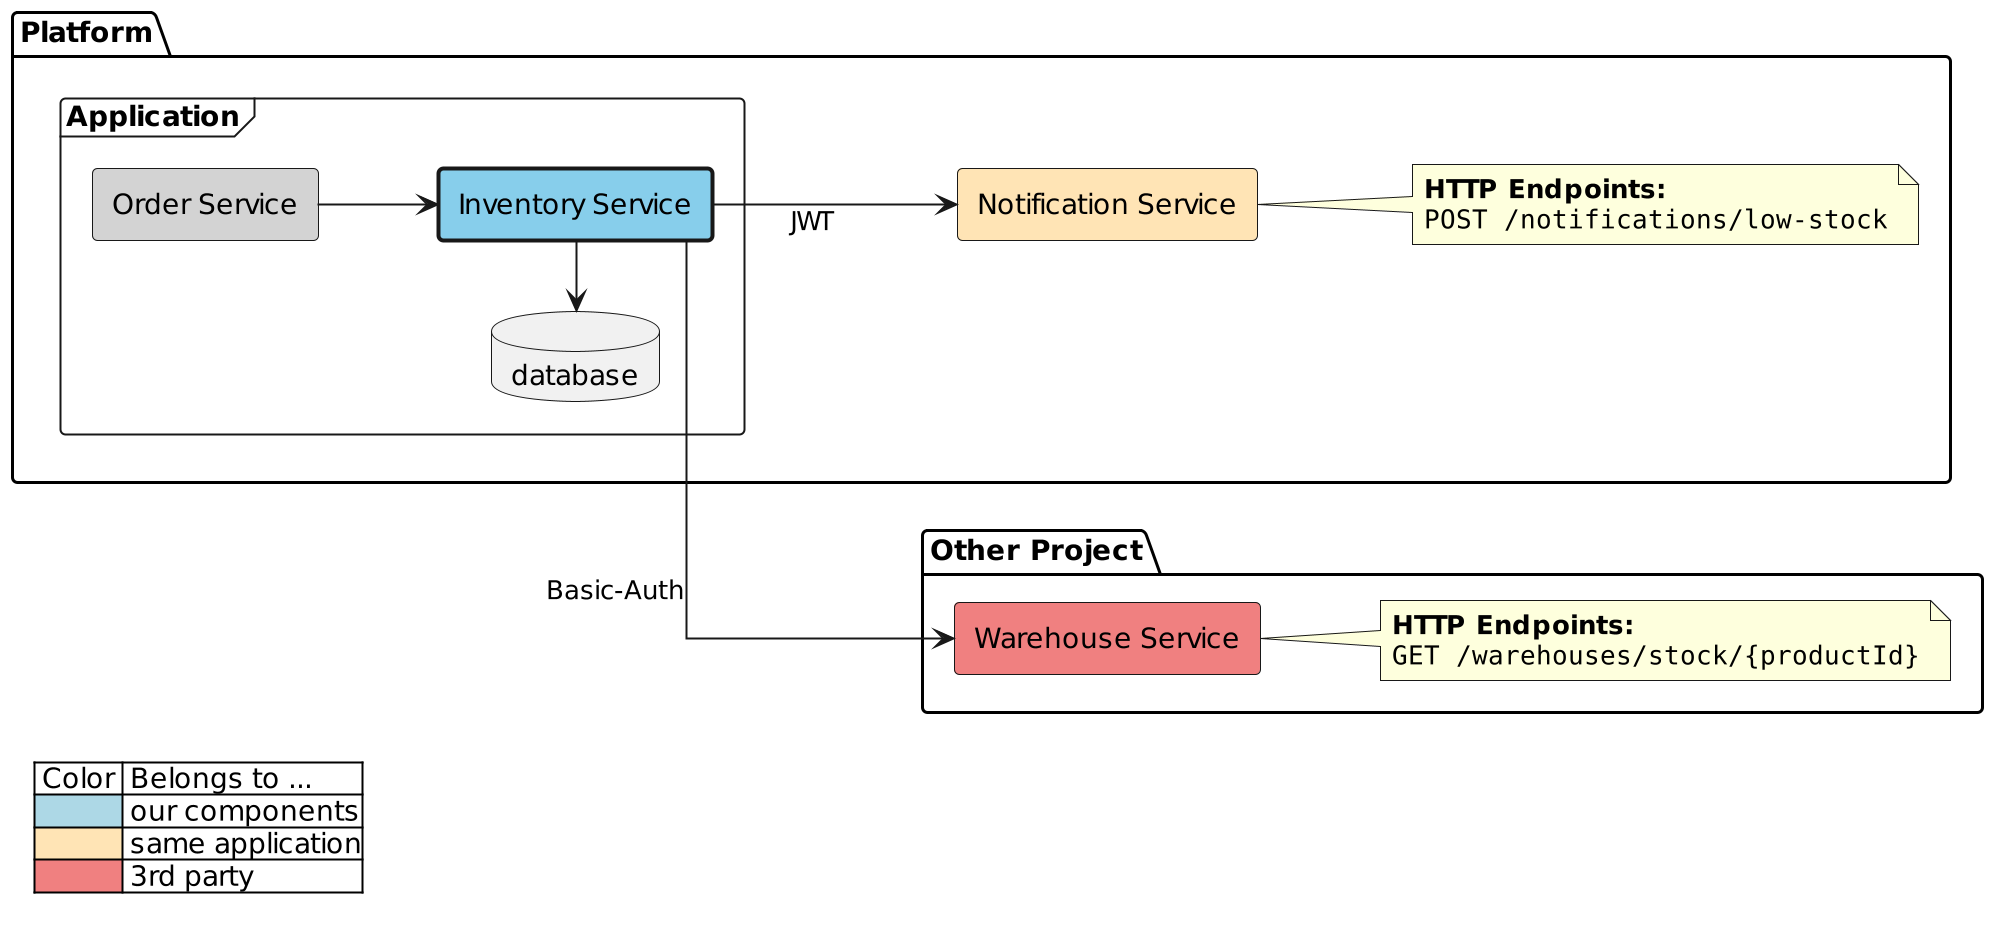 Platform
Application
Order Service
Inventory Service
JWT
Notification Service
HTTP Endpoints:
POST /notifications/low-stock
database
Basic-Auth
Other Project
Warehouse Service
HTTP Endpoints:
GET /warehouses/stock/{productId}
Color Belongs to ...
our components
same application
3rd party